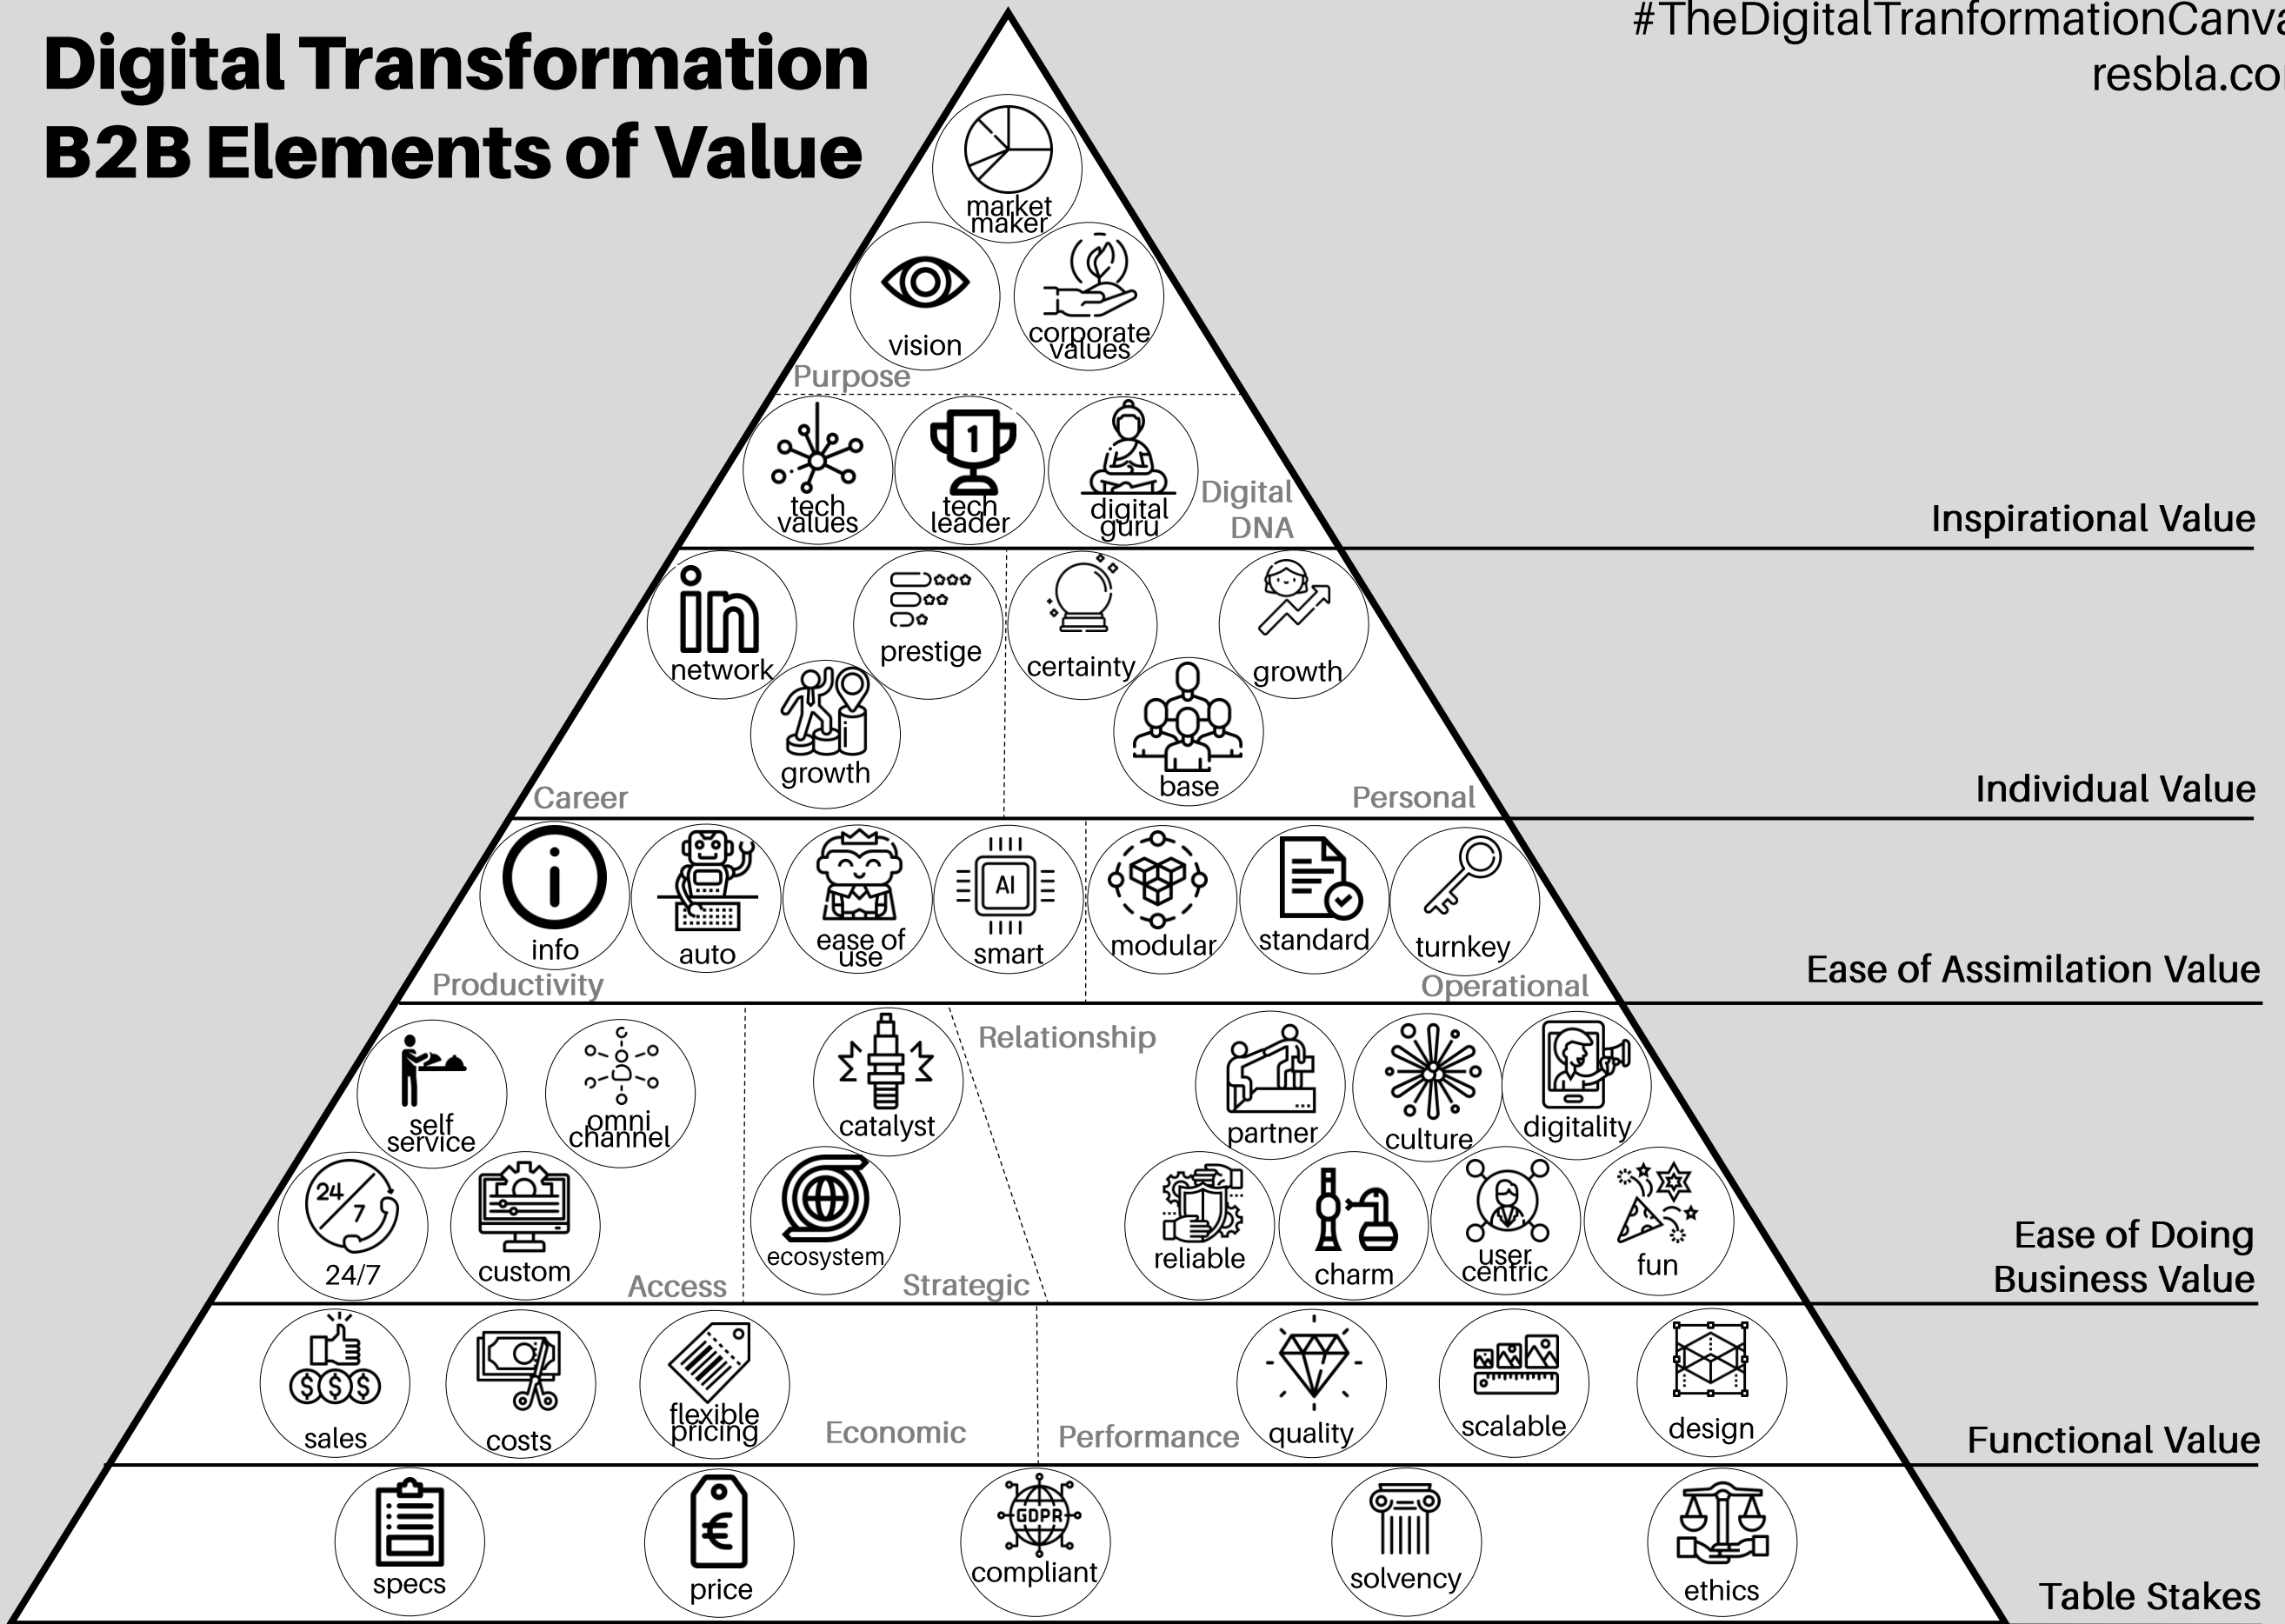 Digital Transformation
B2B Elements of Value
#TheDigitalTranformationCanva
resbla.co
market
maker
vision
corporate
values
Purpose
tech
values
1
tech
leader
digital
guru
Digital
DNA
Inspirational Value
in
network
prestige
certainty
growth
growth
base
Career
Personal
Individual Value
i
info
auto
ease of
use
AI
smart
modular
standard
turnkey
Productivity
Operational
Ease of Assimilation Value
Relationship
self
service
omni
channel
catalyst
partner
culture
digitality
24
7
24/7
custom
Access
ecosystem
Strategic
reliable
charm
user
centric
fun
Ease of Doing
Business Value
$ $ $
sales
costs
flexible
pricing
Economic
Performance
quality
scalable
design
Functional Value
specs
€
price
GDPR
compliant
solvency
ethics
Table Stakes